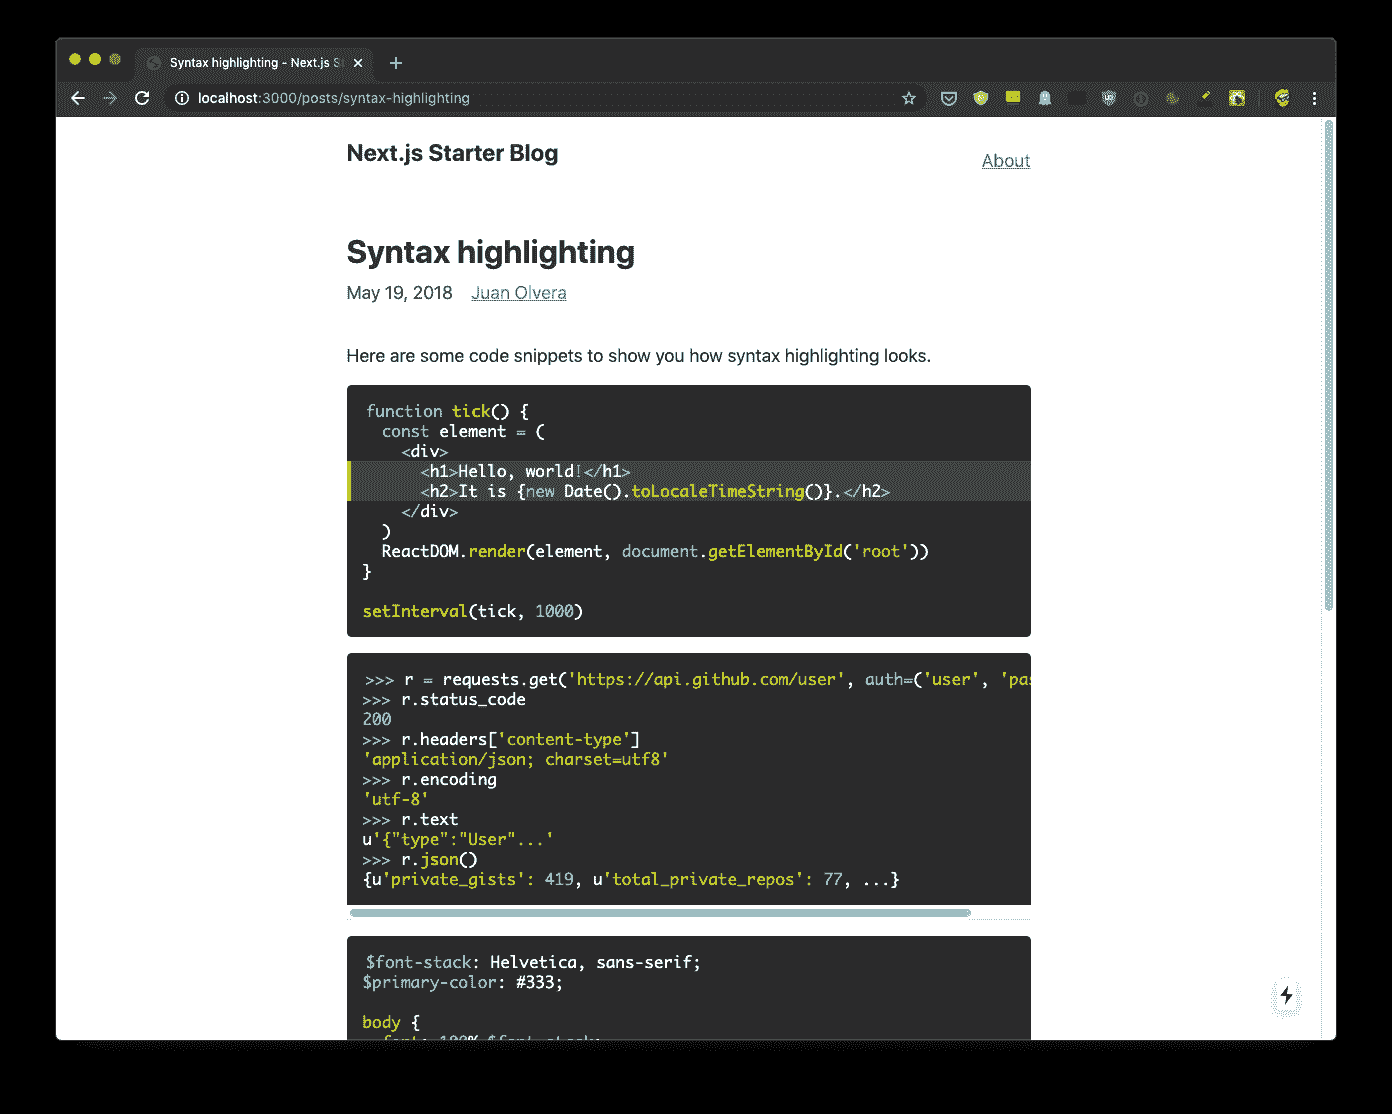 Syntax highlighting - Next.js S
localhost:3000/posts/syntax-highlighting
Next.js Starter Blog
About
Syntax highlighting
May 19, 2018 Juan Olvera
Here are some code snippets to show you how syntax highlighting looks.
function tick() {
  const element = (
    <div>
      <h1>Hello, world!</h1>
      <h2>It is {new Date().toLocaleTimeString()}.</h2>
    </div>
  )
  ReactDOM.render(element, document.getElementById('root'))
}
setInterval(tick, 1000)
>>> r = requests.get('https://api.github.com/user', auth=('user', 'pas
>>> r.status_code
200
>>> r.headers['content-type']
'application/json; charset=utf8'
>>> r.encoding
'utf-8'
>>> r.text
u'{"type":"User"...'
>>> r.json()
{u'private_gists': 419, u'total_private_repos': 77, ...}
$font-stack: Helvetica, sans-serif;
$primary-color: #333;
body {
  font: 100% $font-stack;